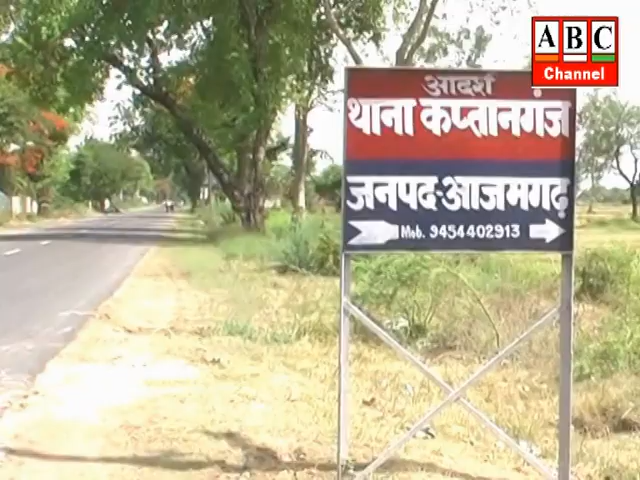 ABC
Channel
आदर्श
थाना कप्तानगंज
जनपद-आजमगढ़
Mob. 9454402913